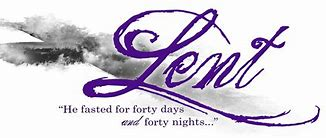 Lent
“He fasted for forty days
and forty nights...”